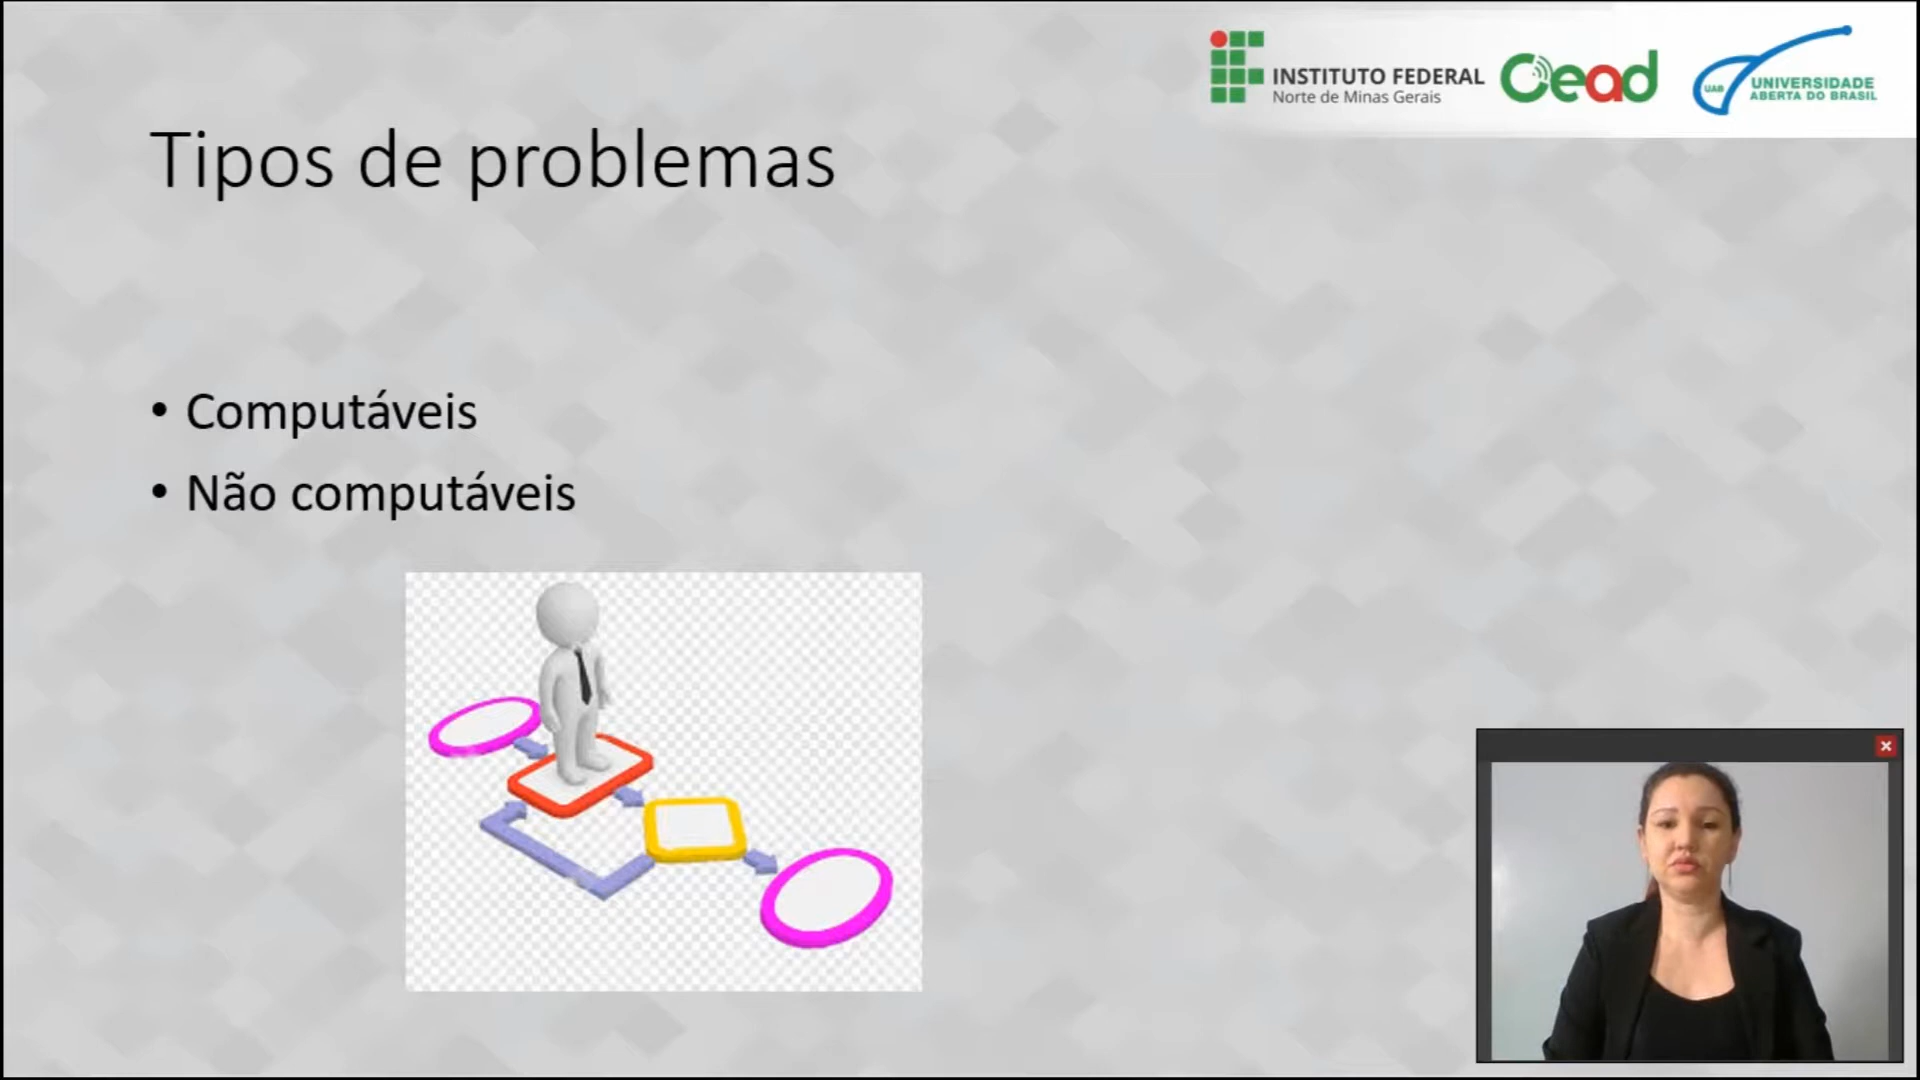 INSTITUTO FEDERAL
Norte de Minas Gerais
Cead
UAB
UNIVERSIDADE
ABERTA DO BRASIL
Tipos de problemas
• Computáveis
• Não computáveis